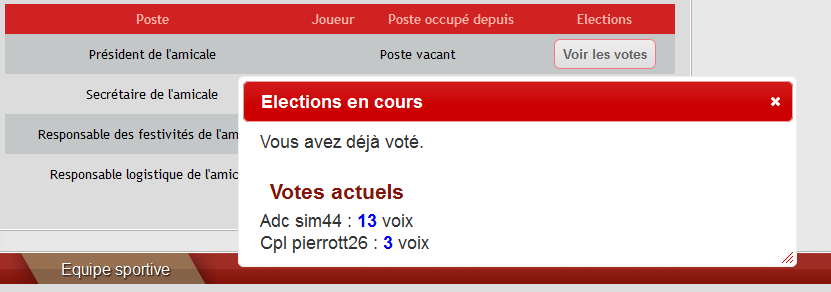 Poste Joueur Poste occupé depuis Elections
Président de l'amicale Poste vacant Voir les votes
Secrétaire de l'amicale
Responsable des festivités de l'am
Responsable logistique de l'amic
Elections en cours
Vous avez déjà voté.
Votes actuels
Adc sim44 : 13 voix
Cpl pierrott26 : 3 voix
Equipe sportive